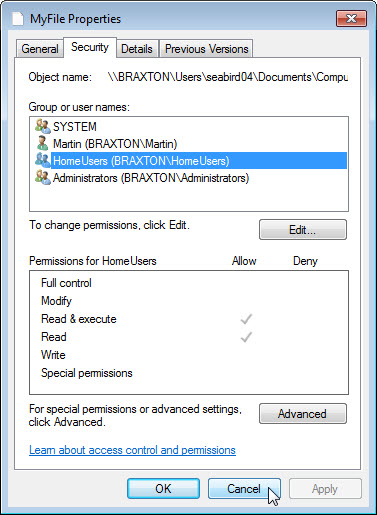 MyFile Properties
General Security Details Previous Versions
Object name: \\BRAXTON\Users\seabird04\Documents\Compu
Group or user names:
SYSTEM
Martin (BRAXTON\Martin)
HomeUsers (BRAXTON\HomeUsers)
Administrators (BRAXTON\Administrators)
To change permissions, click Edit.
Edit...
Permissions for HomeUsers Allow Deny
Full control
Modify
Read & execute
Read
Write
Special permissions
For special permissions or advanced settings,
click Advanced.
Advanced
Learn about access control and permissions
OK Cancel Apply